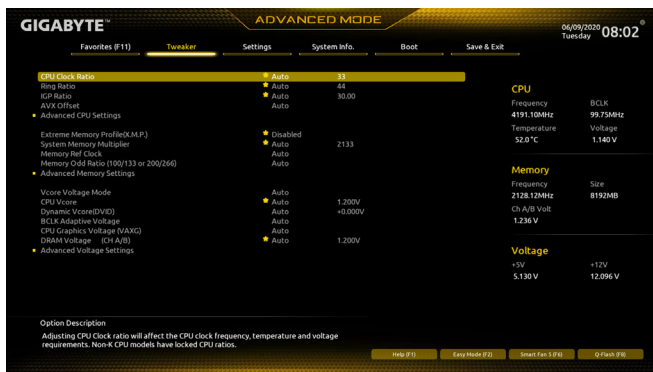 GIGABYTE™
ADVANCED MODE
06/09/2020
Tuesday
08:02
Favorites (F11) Tweaker Settings System Info. Boot Save & Exit
CPU Clock Ratio Auto 33
Ring Ratio Auto 44
IGP Ratio Auto 30.00
AVX Offset Auto
Advanced CPU Settings
Extreme Memory Profile(X.M.P.) Disabled
System Memory Multiplier Auto 2133
Memory Ref Clock Auto
Memory Odd Ratio (100/133 or 200/266) Auto
Advanced Memory Settings
Vcore Voltage Mode Auto
CPU Vcore Auto 1.200V
Dynamic Vcore(DVID) Auto +0.000V
BCLK Adaptive Voltage Auto
CPU Graphics Voltage (VAXG) Auto
DRAM Voltage (CH A/B) Auto 1.200V
Advanced Voltage Settings
CPU
Frequency BCLK
4191.10MHz 99.75MHz
Temperature Voltage
52.0 °C 1.140 V
Memory
Frequency Size
2128.12MHz 8192MB
Ch A/B Volt
1.236 V
Voltage
+5V +12V
5.130 V 12.096 V
Option Description
Adjusting CPU Clock ratio will affect the CPU clock frequency, temperature and voltage
requirements. Non-K CPU models have locked CPU ratios.
Help (F1) Easy Mode (F2) Smart Fan 5 (F6) Q-Flash (F8)